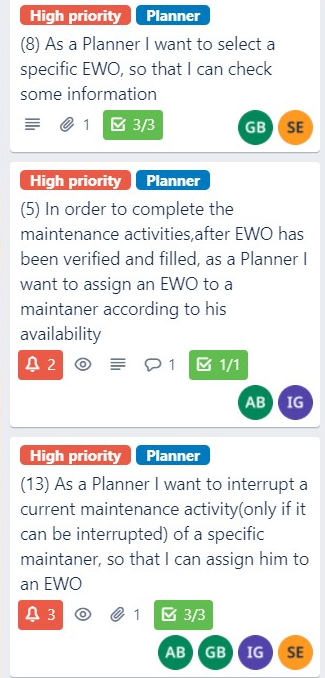 High priority Planner
(8) As a Planner I want to select a
specific EWO, so that I can check
some information
1 3/3
GB SE
High priority Planner
(5) In order to complete the
maintenance activities,after EWO has
been verified and filled, as a Planner I
want to assign an EWO to a
maintaner according to his
availability
2 1 1/1
AB IG
High priority Planner
(13) As a Planner I want to interrupt a
current maintenance activity(only if it
can be interrupted) of a specific
maintaner, so that I can assign him to
an EWO
3 1 3/3
AB GB IG SE